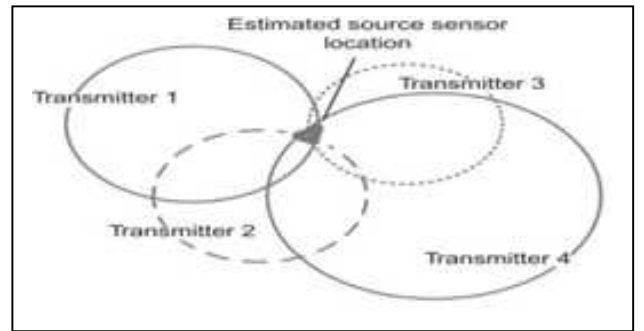 Estimated source sensor
location
Transmitter 1
Transmitter 3
Transmitter 2
Transmitter 4